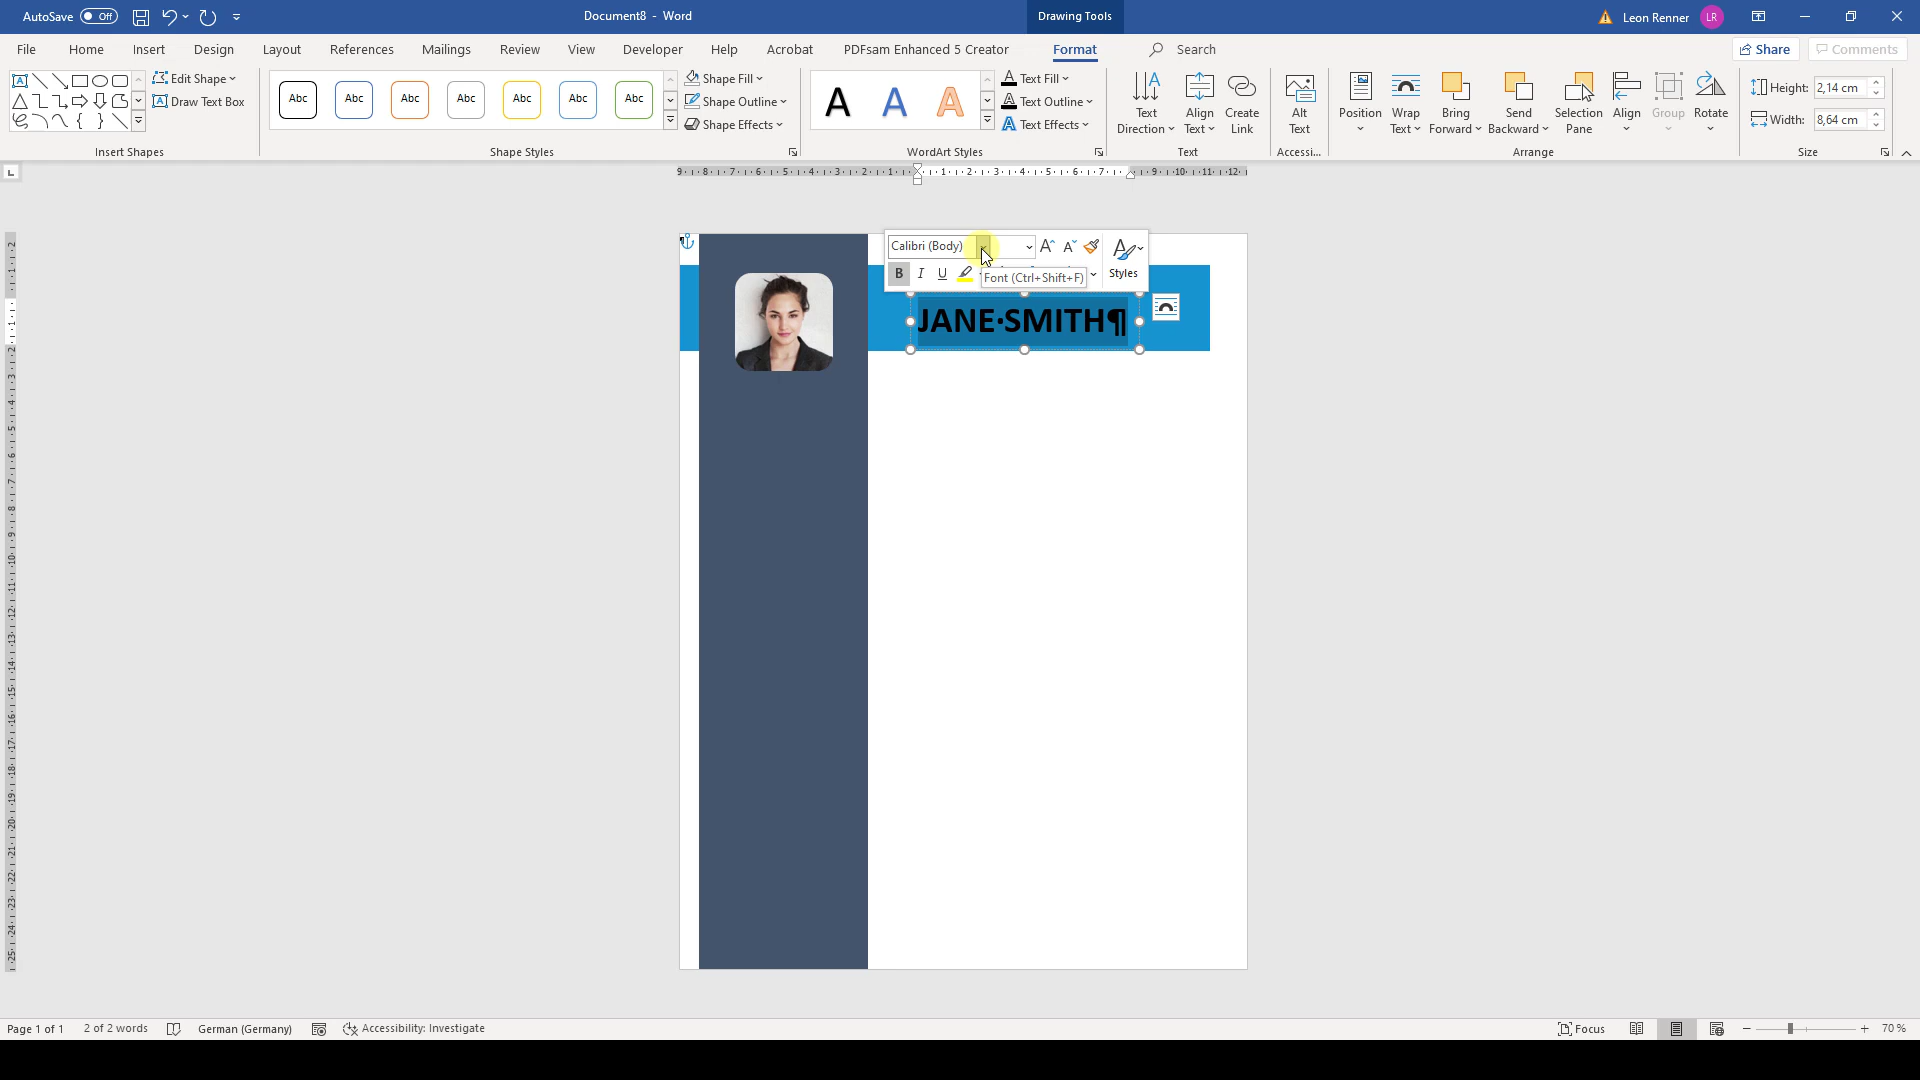 AutoSave Off
Document8 - Word
Drawing Tools
Leon Renner LR
File Home Insert Design Layout References Mailings Review View Developer Help Acrobat PDFsam Enhanced 5 Creator Format Search
Share Comments
Edit Shape
Draw Text Box
Insert Shapes
Abc Abc Abc Abc Abc Abc Abc
Shape Fill
Shape Outline
Shape Effects
Shape Styles
A A A
Text Fill
Text Outline
Text Effects
WordArt Styles
Text Direction
Align Text
Create Link
Text
Alt Text
Accessi...
Position
Wrap Text
Bring Forward
Send Backward
Selection Pane
Align
Group
Rotate
Arrange
Height: 2,14 cm
Width: 8,64 cm
Size
Calibri (Body)
B I U
Styles
Font (Ctrl+Shift+F)
JANE·SMITH¶
Page 1 of 1 2 of 2 words German (Germany) Accessibility: Investigate
Focus
70 %